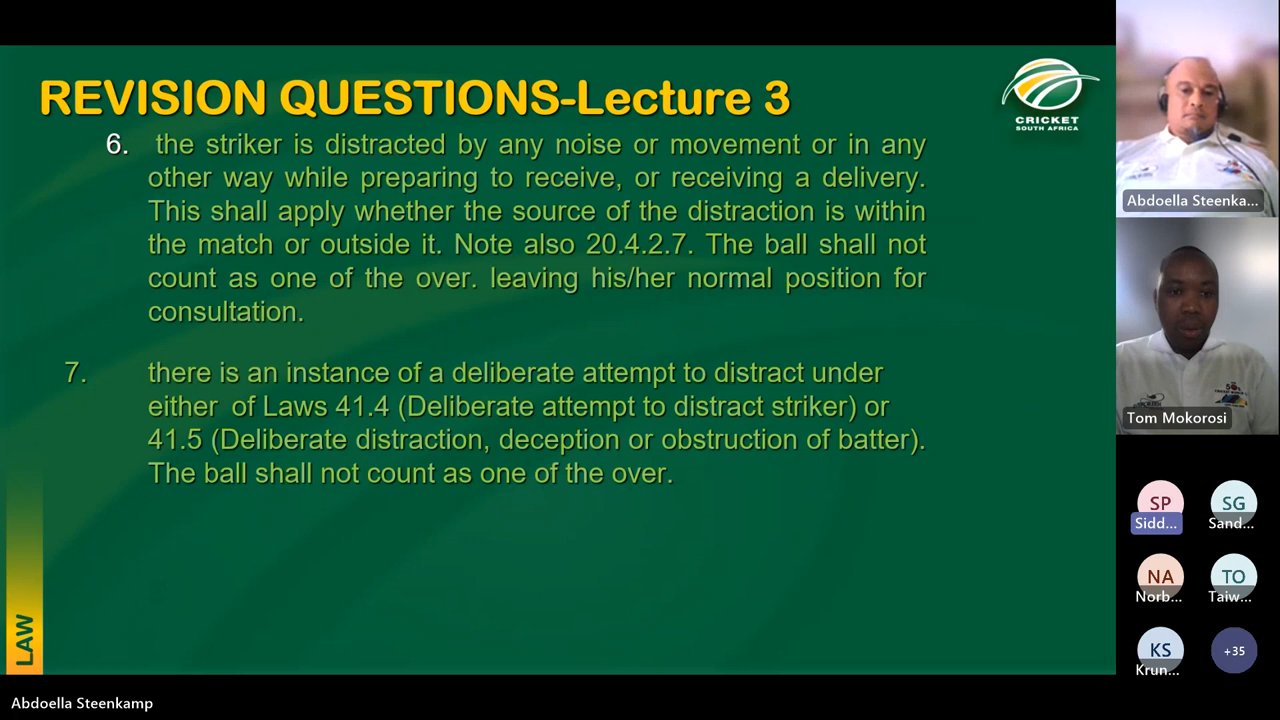 REVISION QUESTIONS-Lecture 3
CRICKET
SOUTH AFRICA
6. the striker is distracted by any noise or movement or in any
other way while preparing to receive, or receiving a delivery.
This shall apply whether the source of the distraction is within
the match or outside it. Note also 20.4.2.7. The ball shall not
count as one of the over. leaving his/her normal position for
consultation.
7. there is an instance of a deliberate attempt to distract under
either of Laws 41.4 (Deliberate attempt to distract striker) or
41.5 (Deliberate distraction, deception or obstruction of batter).
The ball shall not count as one of the over.
LAW
Abdoella Steenkamp
Abdoella Steenka...
Tom Mokorosi
SP
Sidd...
SG
Sand...
NA
Norb...
TO
Taiw...
KS
Krun...
+35